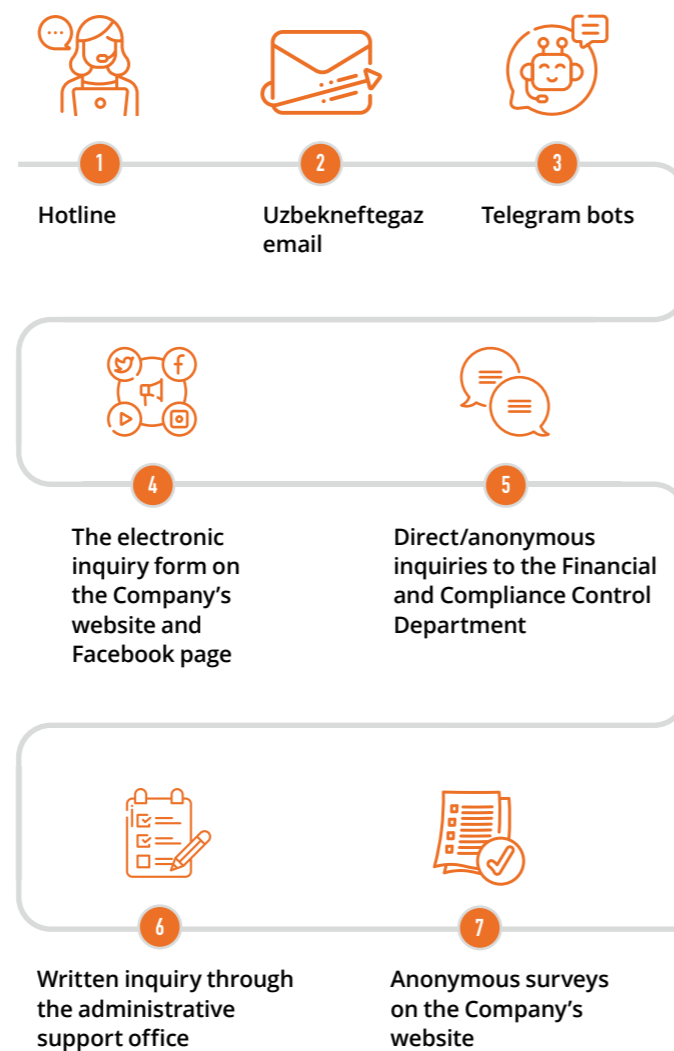 1
2
3
Hotline
Uzbekneftegaz
email
Telegram bots
4
5
The electronic
inquiry form on
the Company's
website and
Facebook page
Direct/anonymous
inquiries to the Financial
and Compliance Control
Department
6
7
Written inquiry through
the administrative
support office
Anonymous surveys
on the Company's
website